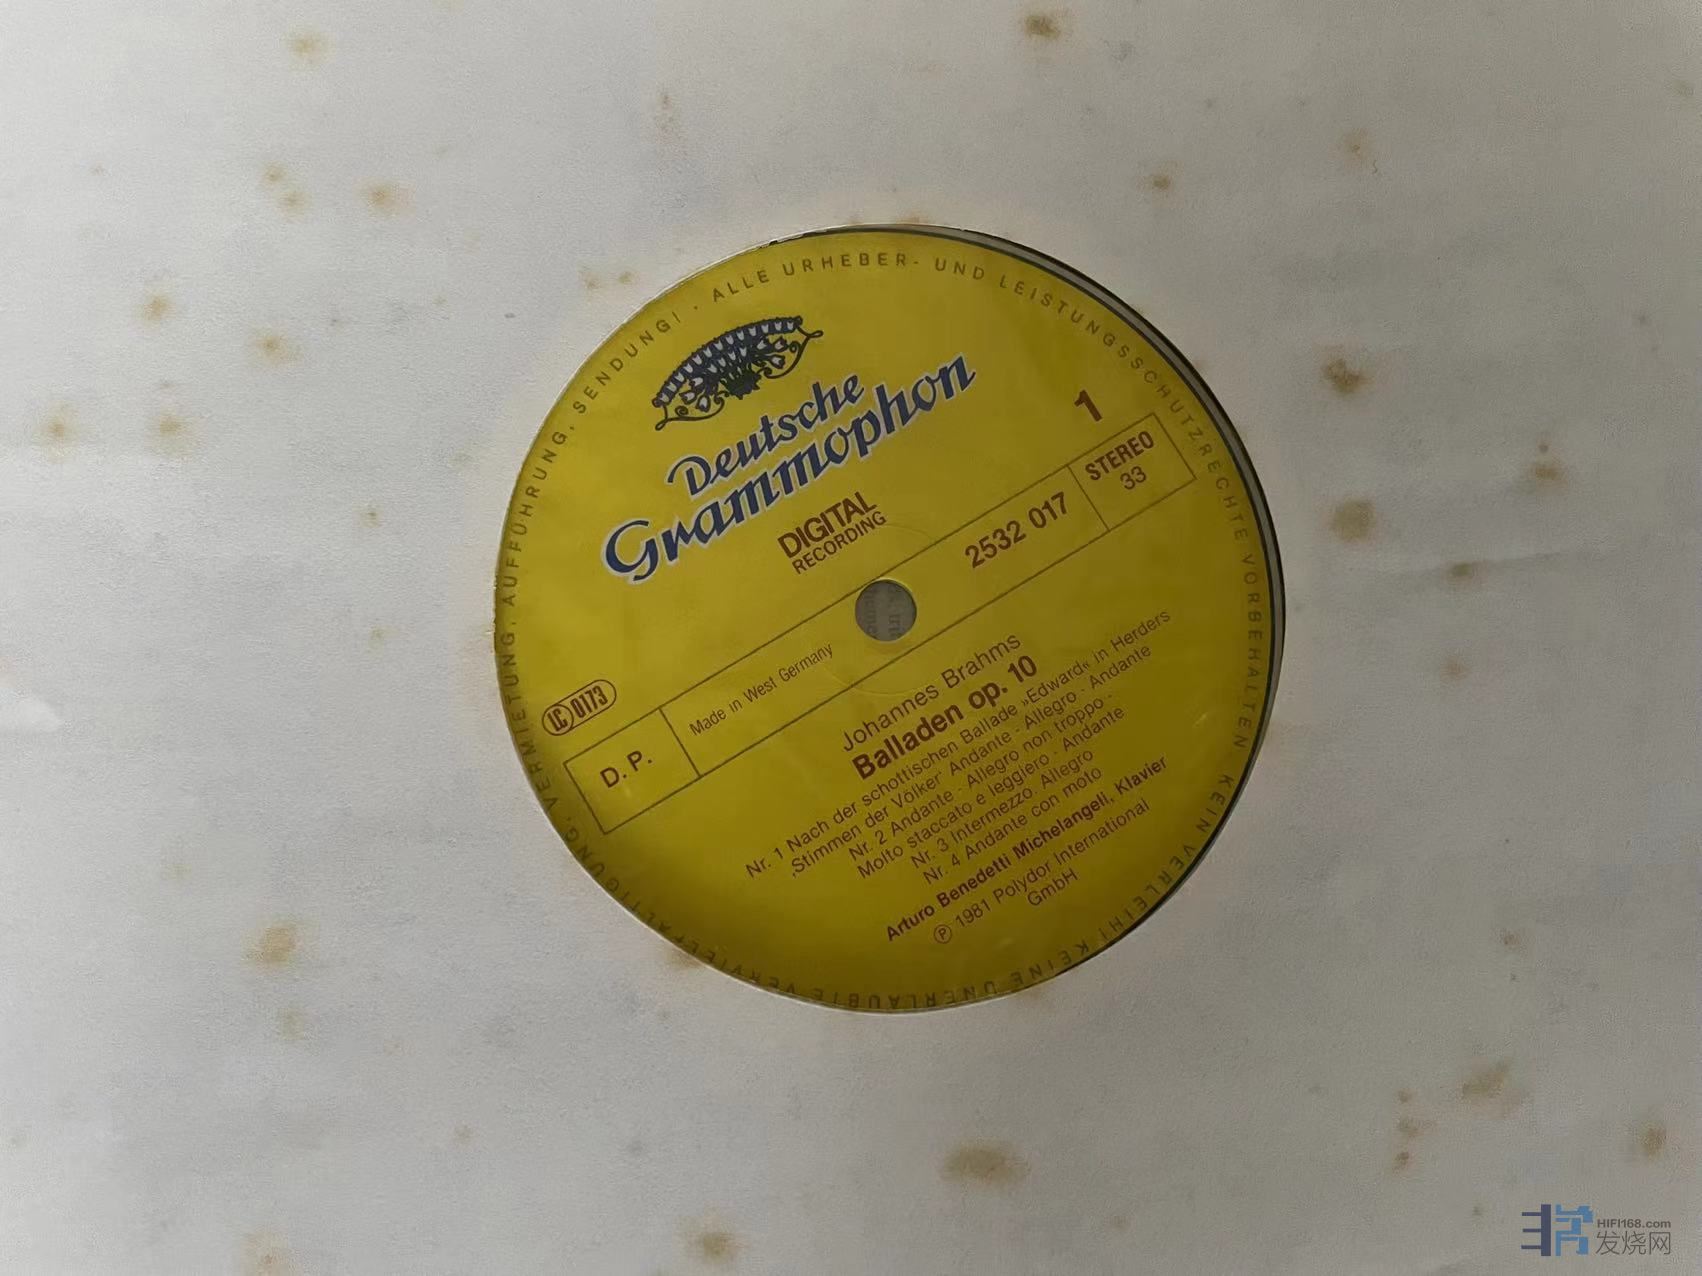 ALLE URHEBER- UND LEISTUNGSSCHUTZRECHTE VORBEHALTEN · KEIN VERLEIH! KEINE UNERLAUBTE VERVIELFÄLTIGUNG, VERMIETUNG, AUFFÜHRUNG, SENDUNG! ·
Deutsche
Grammophon
DIGITAL
RECORDING
1
STEREO
33
2532 017
Made in West Germany
D. P.
LC 0173
Johannes Brahms
Balladen op. 10
Nr. 1 Nach der schottischen Ballade »Edward« in Herders
‚Stimmen der Völker‘ Andante - Allegro - Andante
Nr. 2 Andante - Allegro non troppo -
Molto staccato e leggiero - Andante
Nr. 3 Intermezzo. Allegro
Nr. 4 Andante con moto
Arturo Benedetti Michelangeli, Klavier
Ⓟ 1981 Polydor International
GmbH
HIFI168.com
发烧网